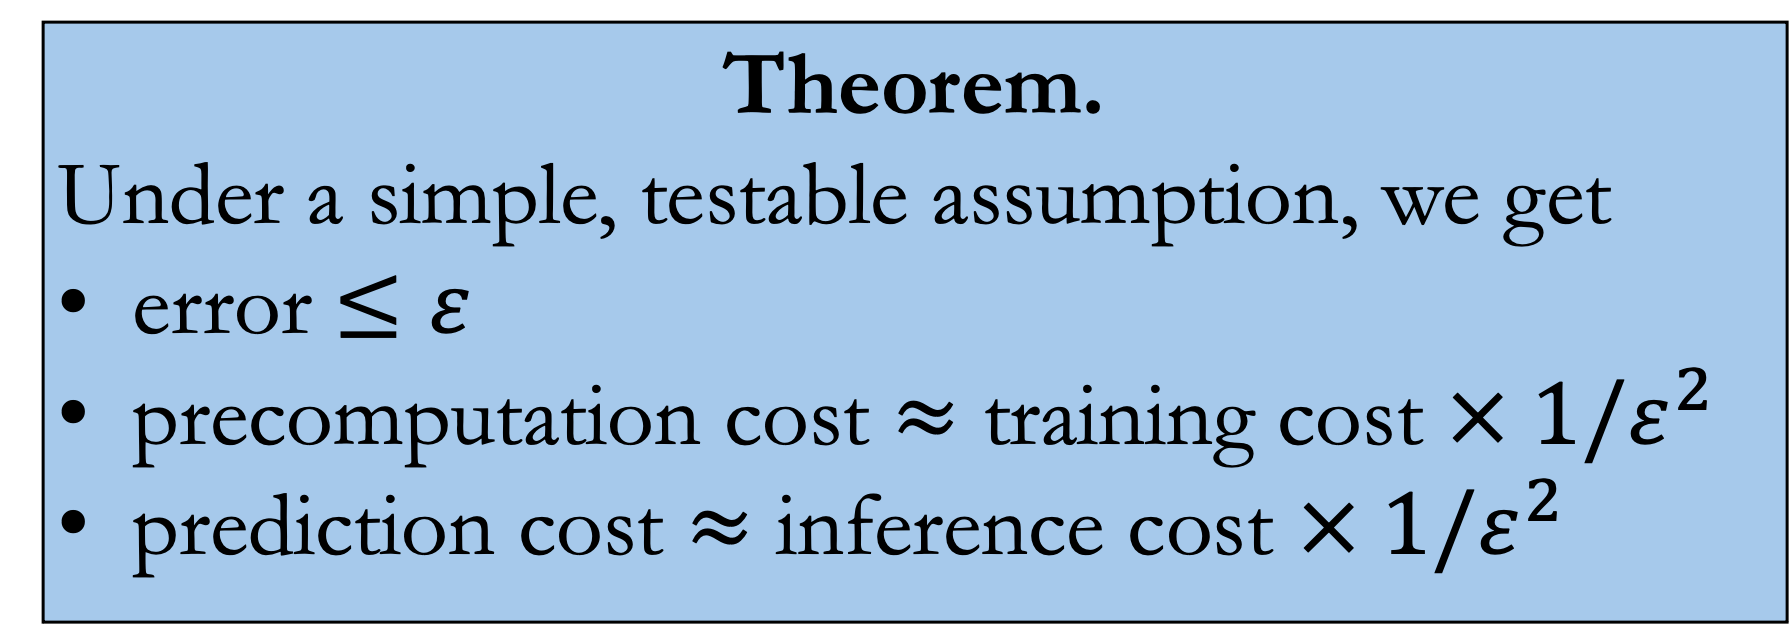 Theorem.
Under a simple, testable assumption, we get
• error ≤ ε
• precomputation cost ≈ training cost × 1/ε²
• prediction cost ≈ inference cost × 1/ε²